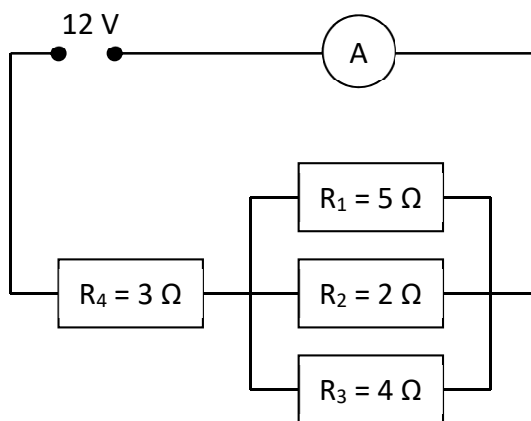 12 V
A
R₁ = 5 Ω
R₂ = 2 Ω
R₄ = 3 Ω
R₃ = 4 Ω